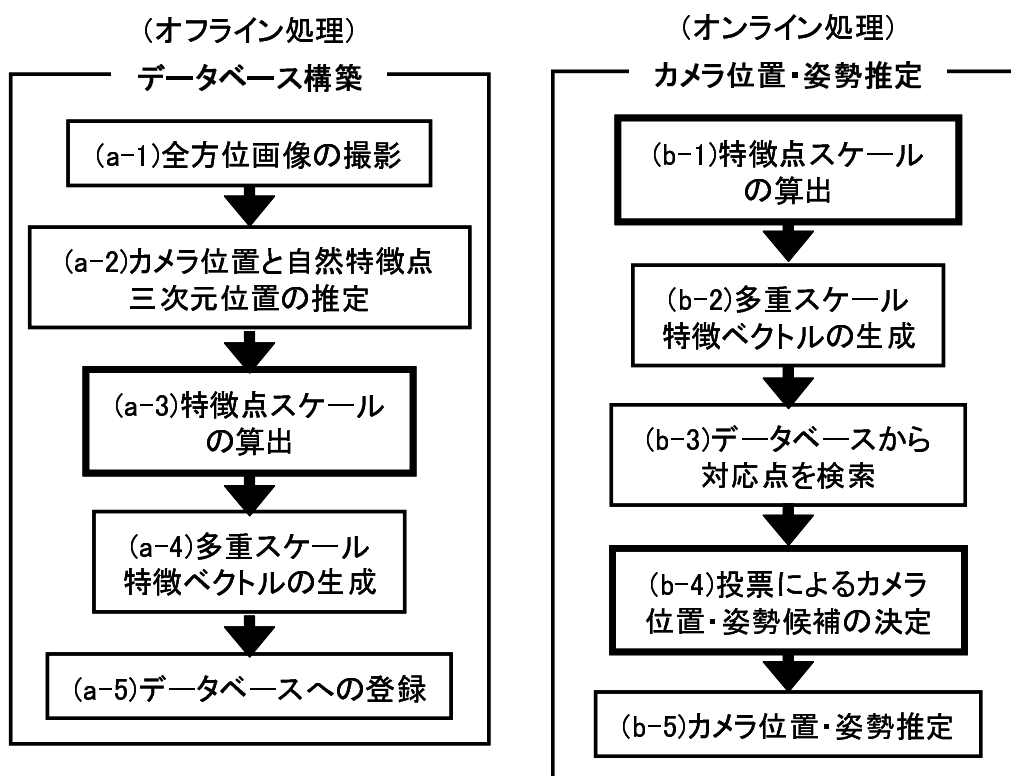 (オフライン処理)
データベース構築
(a-1)全方位画像の撮影
(a-2)カメラ位置と自然特徴点
三次元位置の推定
(a-3)特徴点スケール
の算出
(a-4)多重スケール
特徴ベクトルの生成
(a-5)データベースへの登録
(オンライン処理)
カメラ位置・姿勢推定
(b-1)特徴点スケール
の算出
(b-2)多重スケール
特徴ベクトルの生成
(b-3)データベースから
対応点を検索
(b-4)投票によるカメラ
位置・姿勢候補の決定
(b-5)カメラ位置・姿勢推定